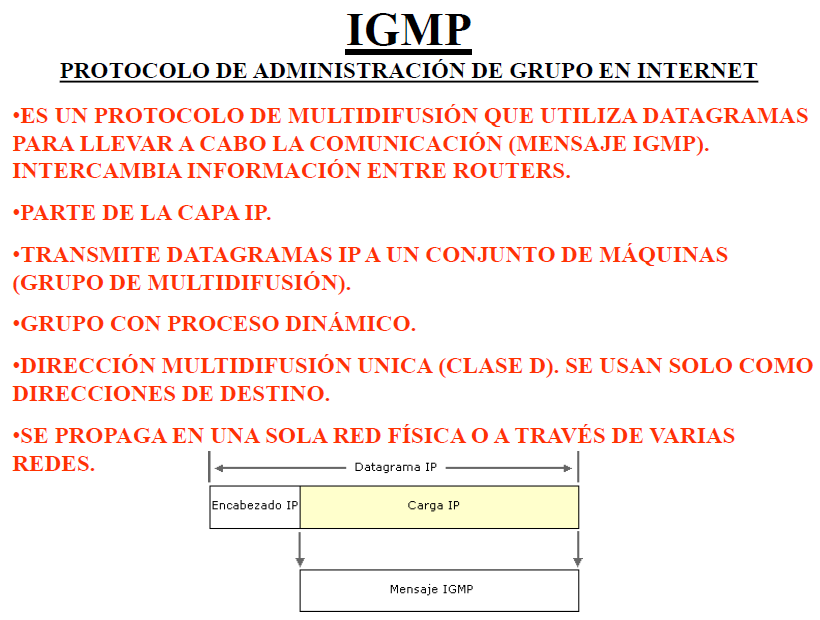 IGMP
PROTOCOLO DE ADMINISTRACIÓN DE GRUPO EN INTERNET
•ES UN PROTOCOLO DE MULTIDIFUSIÓN QUE UTILIZA DATAGRAMAS
PARA LLEVAR A CABO LA COMUNICACIÓN (MENSAJE IGMP).
INTERCAMBIA INFORMACIÓN ENTRE ROUTERS.
•PARTE DE LA CAPA IP.
•TRANSMITE DATAGRAMAS IP A UN CONJUNTO DE MÁQUINAS
(GRUPO DE MULTIDIFUSIÓN).
•GRUPO CON PROCESO DINÁMICO.
•DIRECCIÓN MULTIDIFUSIÓN UNICA (CLASE D). SE USAN SOLO COMO
DIRECCIONES DE DESTINO.
•SE PROPAGA EN UNA SOLA RED FÍSICA O A TRAVÉS DE VARIAS
REDES.
Datagrama IP
Encabezado IP
Carga IP
Mensaje IGMP